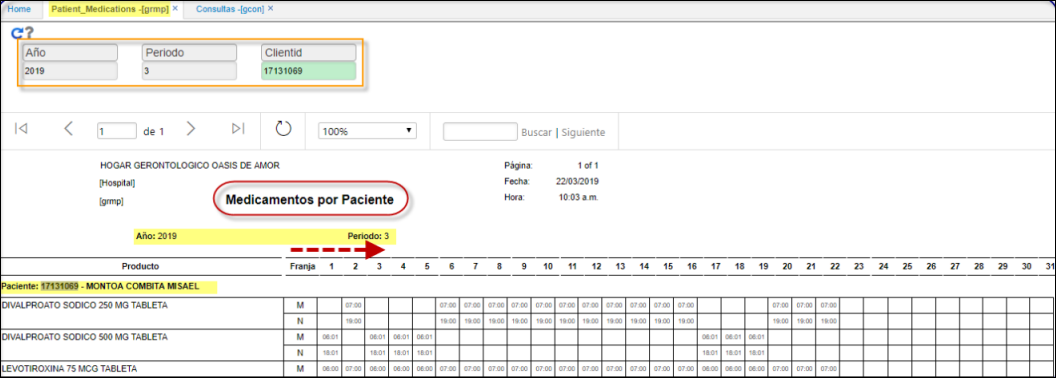 Home Patient_Medications -[grmp] × Consultas -[gcon] ×
Año Periodo Clientid
2019 3 17131069
1 de 1 100% Buscar | Siguiente
HOGAR GERONTOLOGICO OASIS DE AMOR Página: 1 of 1
[Hospital] Fecha: 22/03/2019
[grmp] Medicamentos por Paciente Hora: 10:03 a.m.
Año: 2019 Periodo: 3
Producto Franja 1 2 3 4 5 6 7 8 9 10 11 12 13 14 15 16 17 18 19 20 21 22 23 24 25 26 27 28 29 30 31
Paciente: 17131069 - MONTOA COMBITA MISAEL
DIVALPROATO SODICO 250 MG TABLETA M 07:00 07:00 07:00 07:00 07:00 07:00 07:00 07:00 07:00 07:00 07:00 07:00 07:00 07:00 07:00
N 19:00 19:00 19:00 19:00 19:00 19:00 19:00 19:00 19:00 19:00 19:00 19:00 19:00 19:00 19:00
DIVALPROATO SODICO 500 MG TABLETA M 06:01 06:01 06:01 06:01 06:01 06:01 06:01
N 18:01 18:01 18:01 18:01 18:01 18:01 18:01
LEVOTIROXINA 75 MCG TABLETA M 06:00 07:00 06:00 06:00 06:00 07:00 07:00 07:00 07:00 07:00 07:00 07:00 07:00 07:00 07:00 07:00 06:00 06:00 06:00 07:00 07:00 07:00